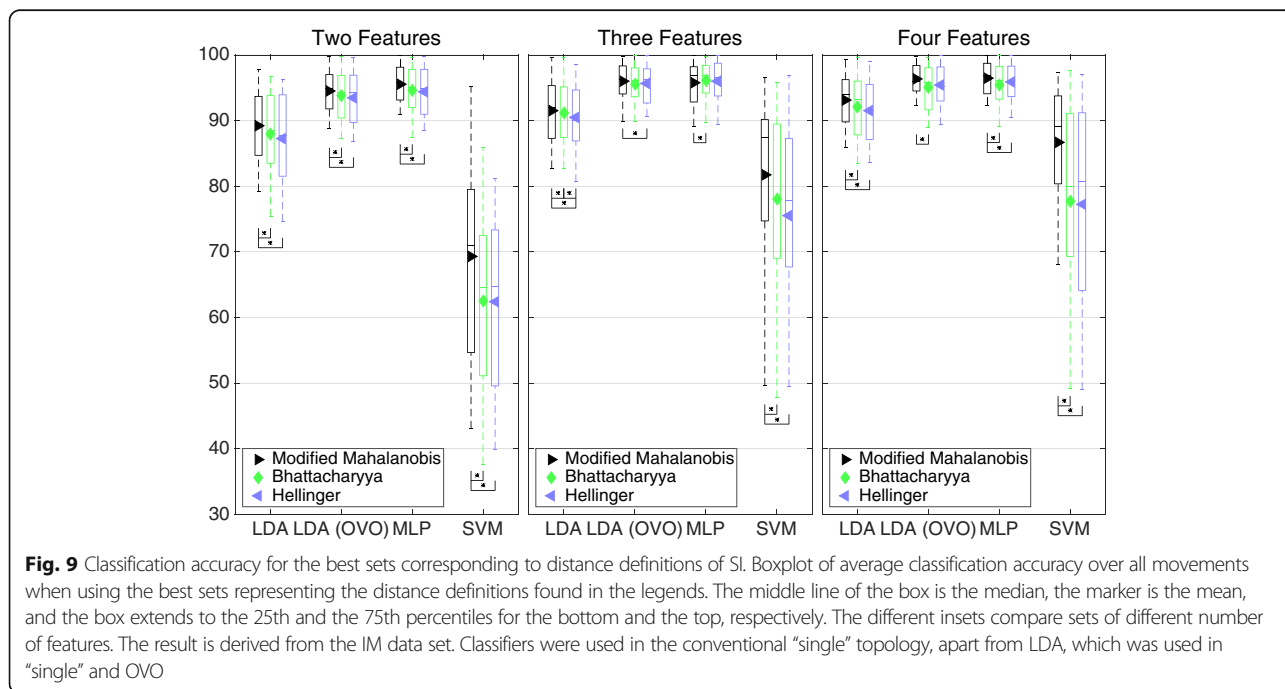 Two Features
Three Features
Four Features
100
90
80
70
60
50
40
30
* *
* *
* *
* *
* * *
*
*
* *
* *
*
* *
* *
Modified Mahalanobis
Bhattacharyya
Hellinger
Modified Mahalanobis
Bhattacharyya
Hellinger
Modified Mahalanobis
Bhattacharyya
Hellinger
LDA LDA (OVO) MLP SVM
LDA LDA (OVO) MLP SVM
LDA LDA (OVO) MLP SVM
Fig. 9 Classification accuracy for the best sets corresponding to distance definitions of SI. Boxplot of average classification accuracy over all movements
when using the best sets representing the distance definitions found in the legends. The middle line of the box is the median, the marker is the mean,
and the box extends to the 25th and the 75th percentiles for the bottom and the top, respectively. The different insets compare sets of different number
of features. The result is derived from the IM data set. Classifiers were used in the conventional “single” topology, apart from LDA, which was used in
“single” and OVO